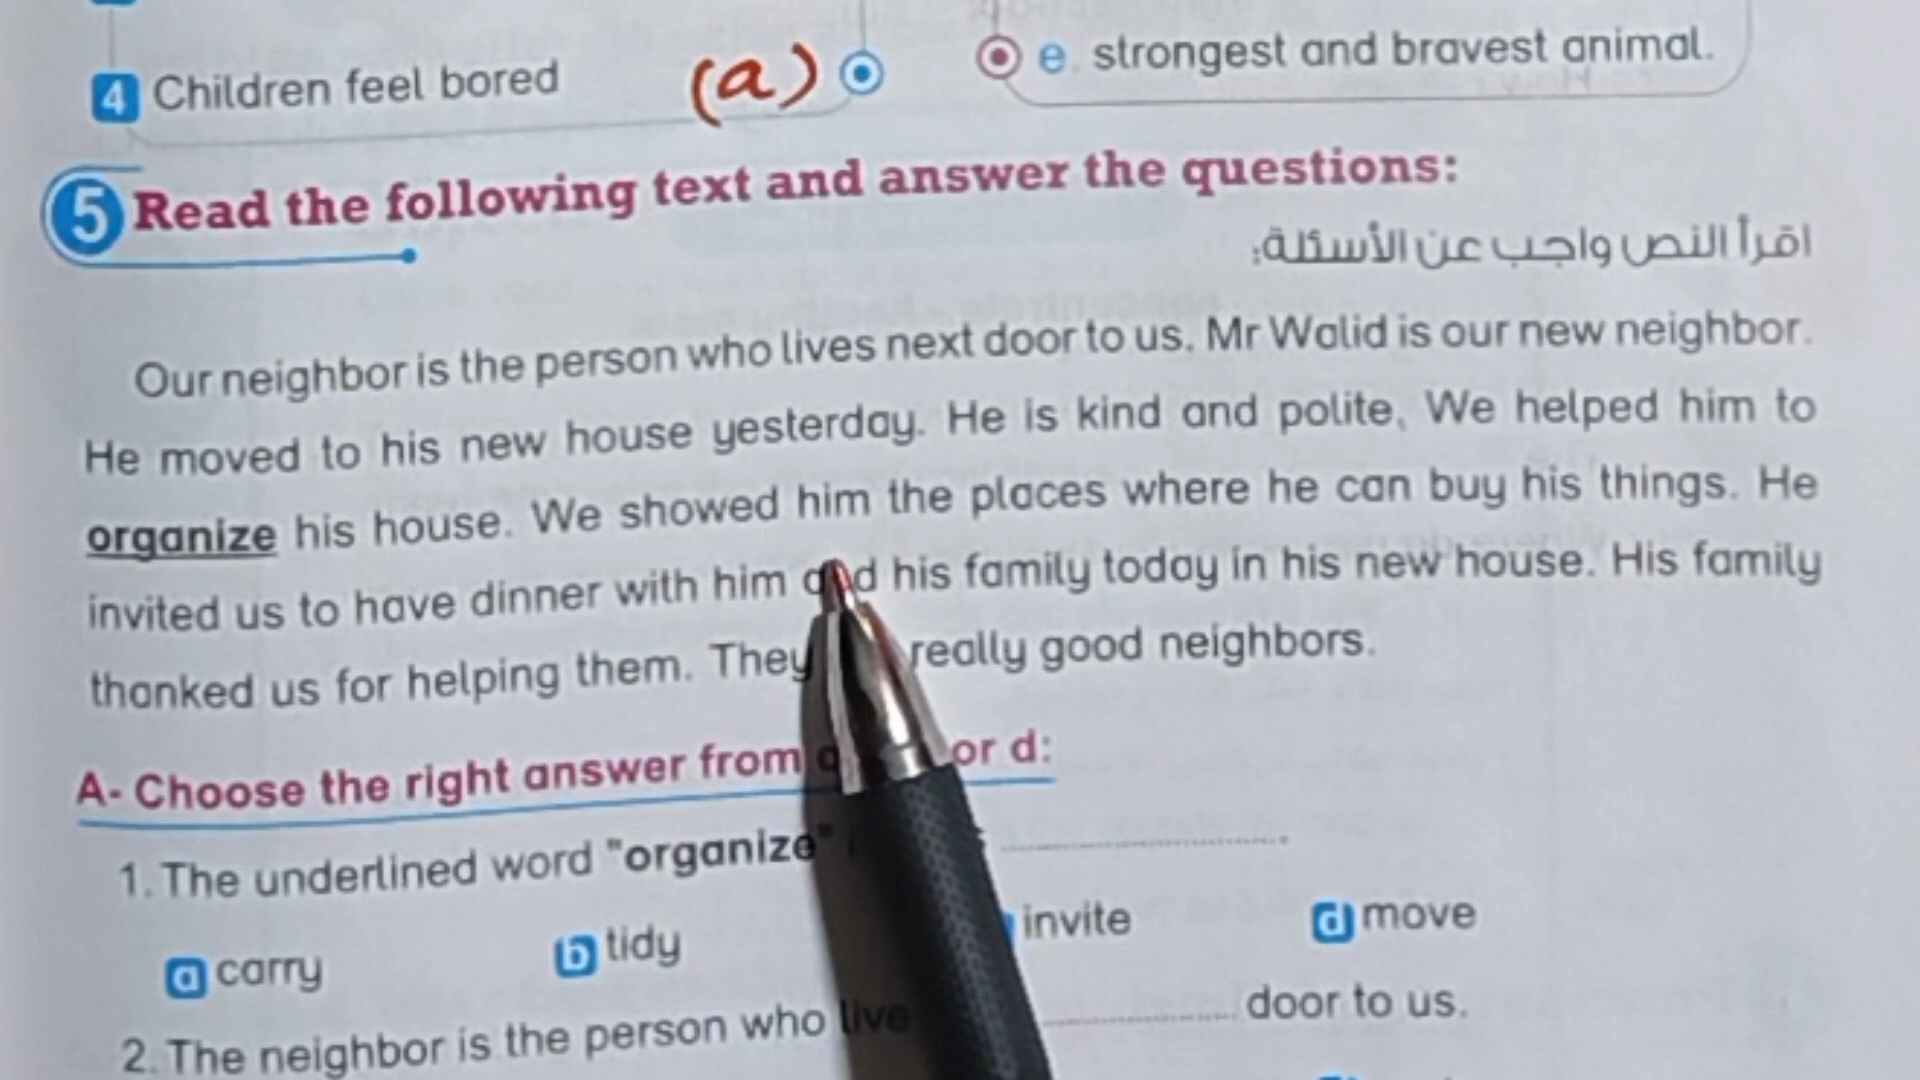 4 Children feel bored (a) e. strongest and bravest animal.
5 Read the following text and answer the questions:
اقرأ النص واجب عن الأسئلة:
Our neighbor is the person who lives next door to us. Mr Walid is our new neighbor.
He moved to his new house yesterday. He is kind and polite, We helped him to
organize his house. We showed him the places where he can buy his things. He
invited us to have dinner with him and his family today in his new house. His family
thanked us for helping them. They really good neighbors.
A- Choose the right answer from or d:
1. The underlined word "organize" ....................
a carry b tidy invite d move
2. The neighbor is the person who live .................... door to us.